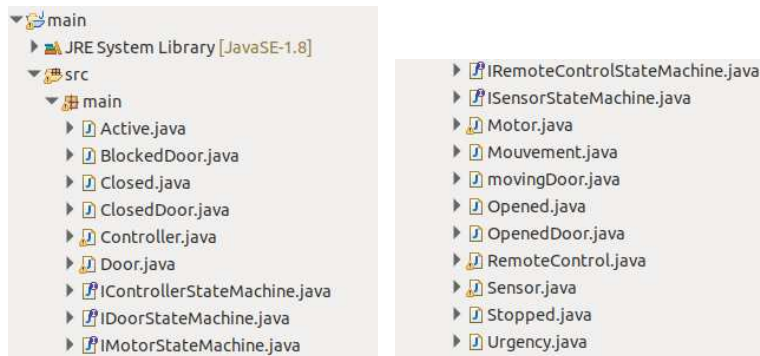 main
JRE System Library [JavaSE-1.8]
src
main
Active.java
BlockedDoor.java
Closed.java
ClosedDoor.java
Controller.java
Door.java
IControllerStateMachine.java
IDoorStateMachine.java
IMotorStateMachine.java
IRemoteControlStateMachine.java
ISensorStateMachine.java
Motor.java
Mouvement.java
movingDoor.java
Opened.java
OpenedDoor.java
RemoteControl.java
Sensor.java
Stopped.java
Urgency.java